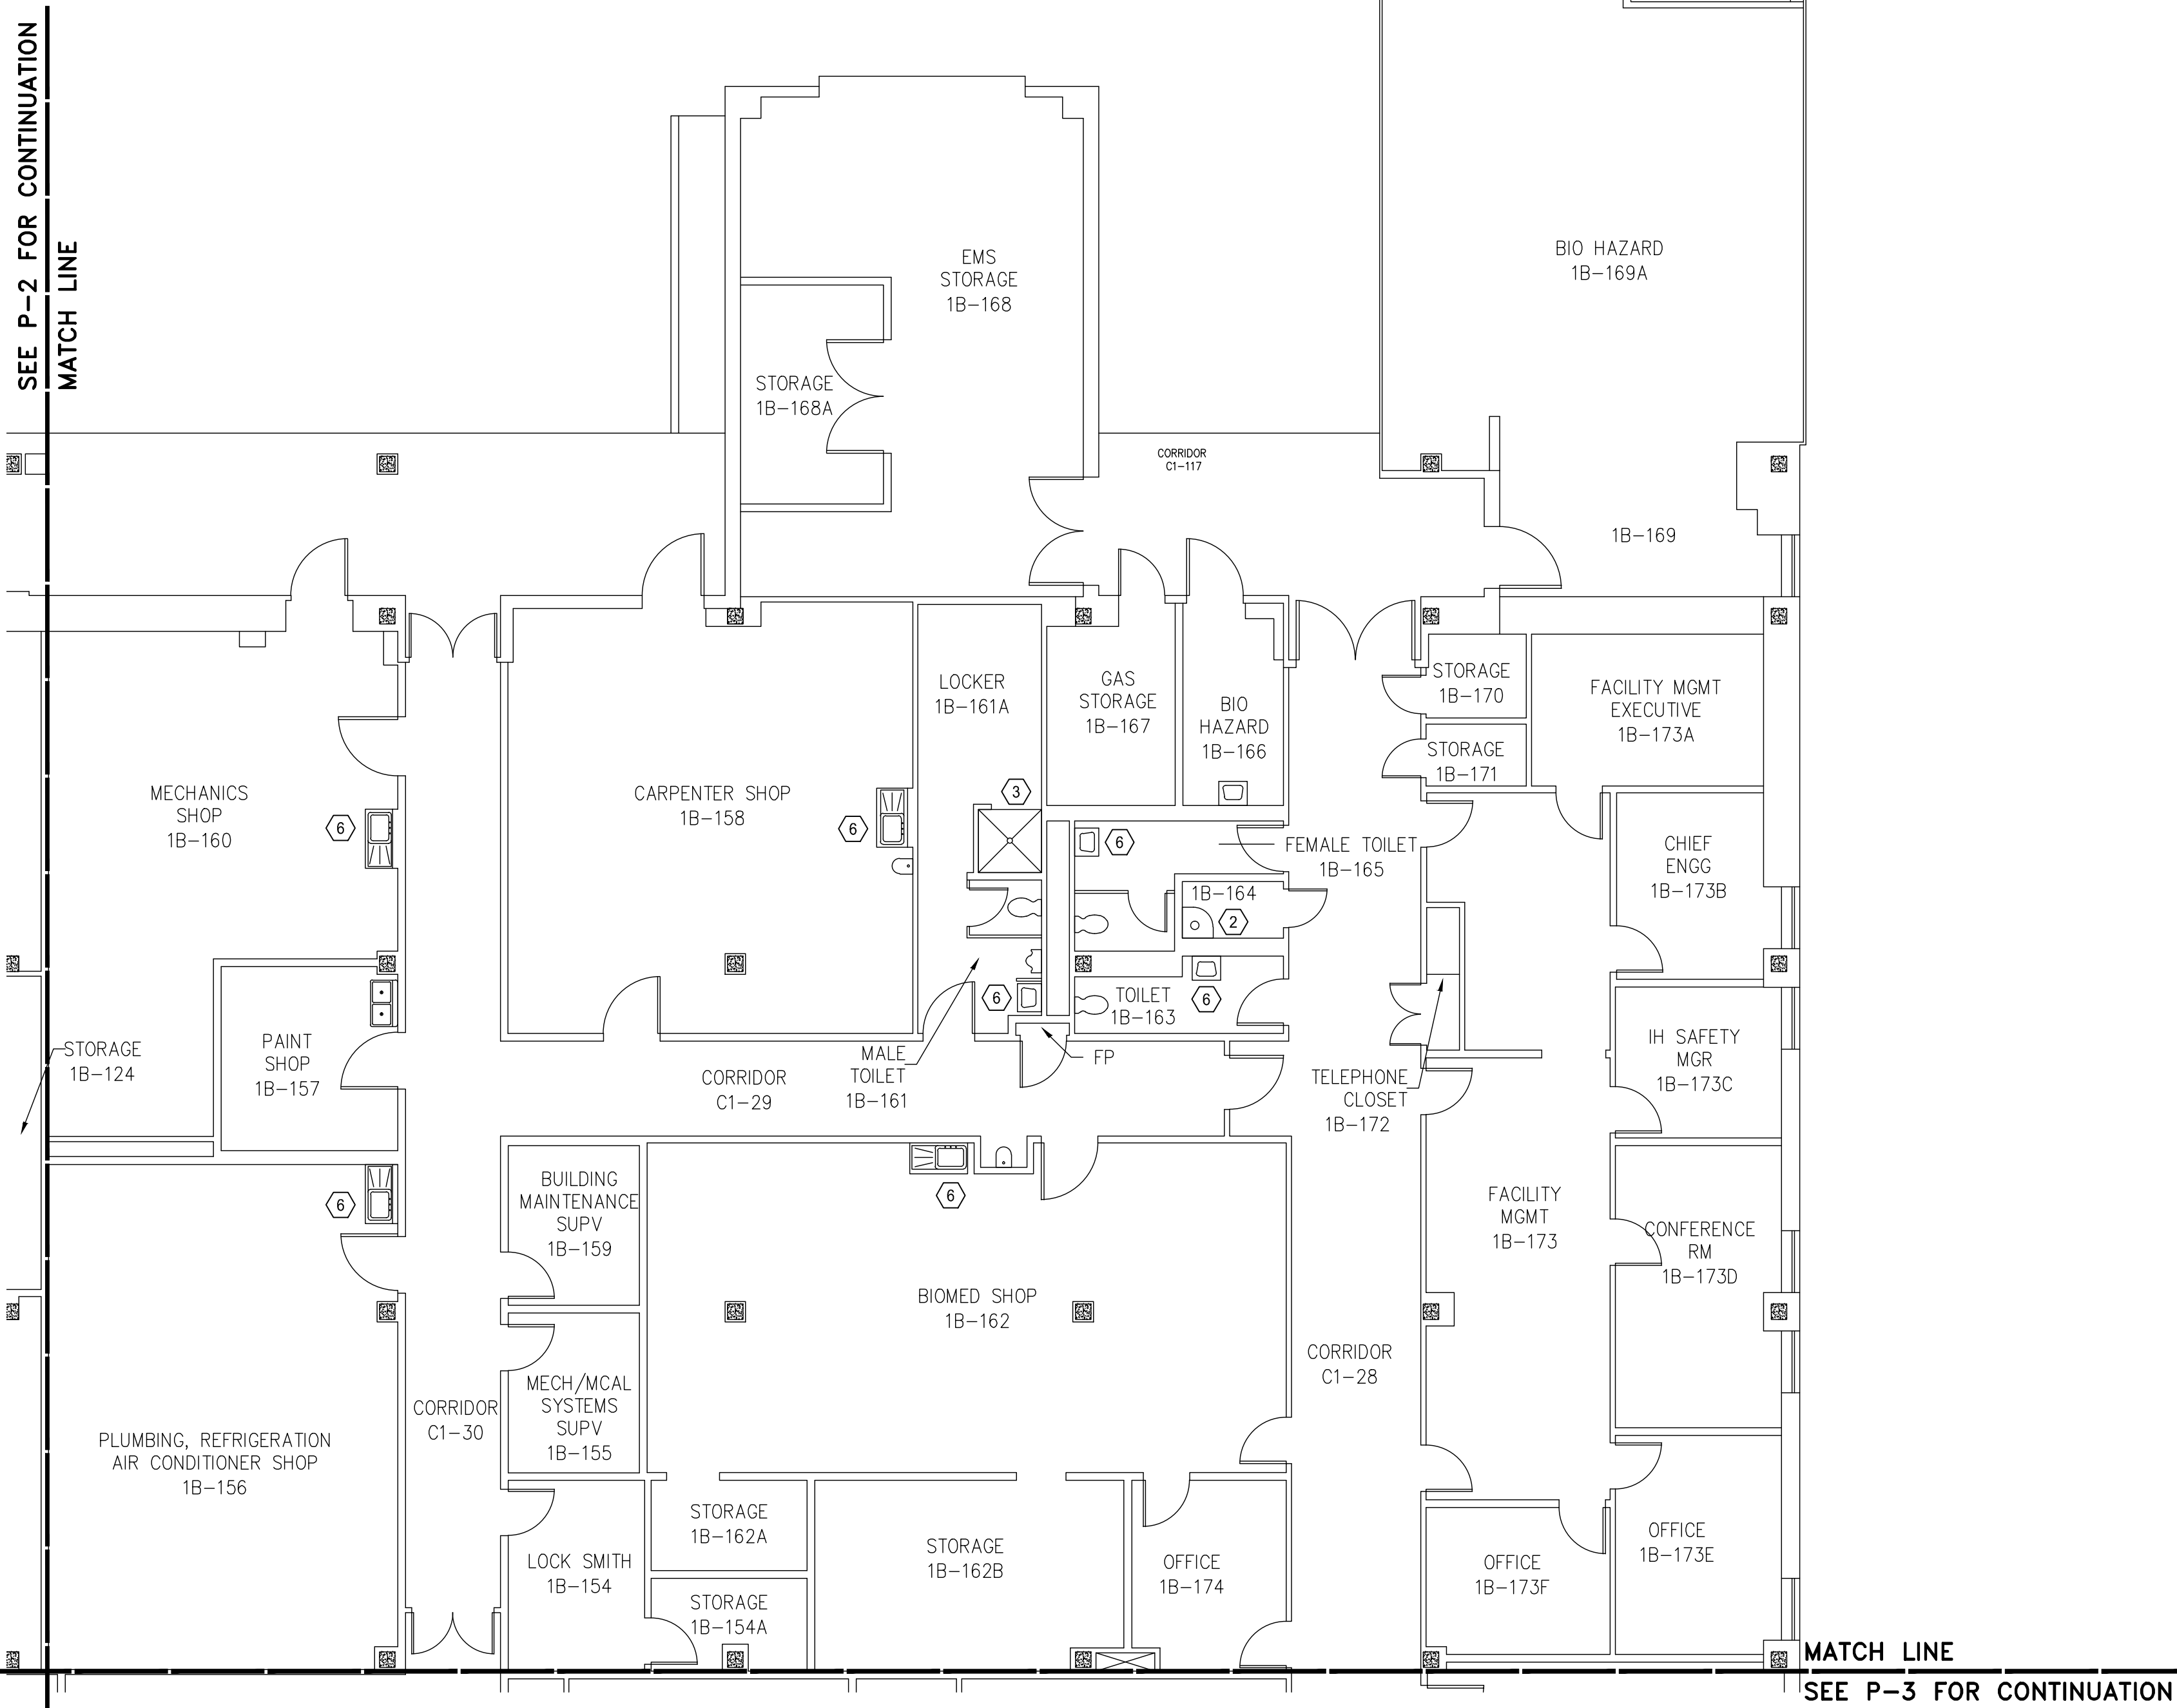 SEE P-2 FOR CONTINUATION
MATCH LINE
EMS
STORAGE
1B-168
BIO HAZARD
1B-169A
STORAGE
1B-168A
CORRIDOR
C1-117
1B-169
MECHANICS
SHOP
1B-160
6
CARPENTER SHOP
1B-158
6
LOCKER
1B-161A
3
GAS
STORAGE
1B-167
BIO
HAZARD
1B-166
STORAGE
1B-170
STORAGE
1B-171
FACILITY MGMT
EXECUTIVE
1B-173A
6
FEMALE TOILET
1B-165
1B-164
2
CHIEF
ENGG
1B-173B
6
TOILET
1B-163
6
STORAGE
1B-124
PAINT
SHOP
1B-157
CORRIDOR
C1-29
MALE
TOILET
1B-161
FP
TELEPHONE
CLOSET
1B-172
IH SAFETY
MGR
1B-173C
6
BUILDING
MAINTENANCE
SUPV
1B-159
6
FACILITY
MGMT
1B-173
CONFERENCE
RM
1B-173D
BIOMED SHOP
1B-162
CORRIDOR
C1-28
MECH/MCAL
SYSTEMS
SUPV
1B-155
CORRIDOR
C1-30
PLUMBING, REFRIGERATION
AIR CONDITIONER SHOP
1B-156
STORAGE
1B-162A
LOCK SMITH
1B-154
STORAGE
1B-162B
OFFICE
1B-174
OFFICE
1B-173F
OFFICE
1B-173E
STORAGE
1B-154A
MATCH LINE
SEE P-3 FOR CONTINUATION